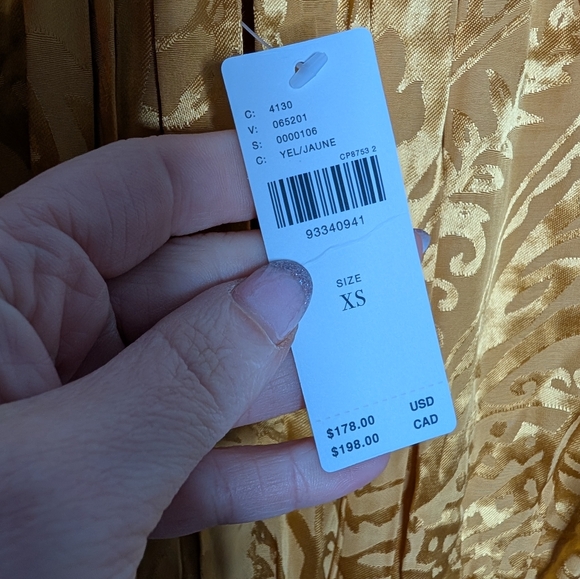 C: 4130
V: 065201
S: 0000106
C: YEL/JAUNE
CP8753 2
93340941
SIZE
XS
$178.00 USD
$198.00 CAD